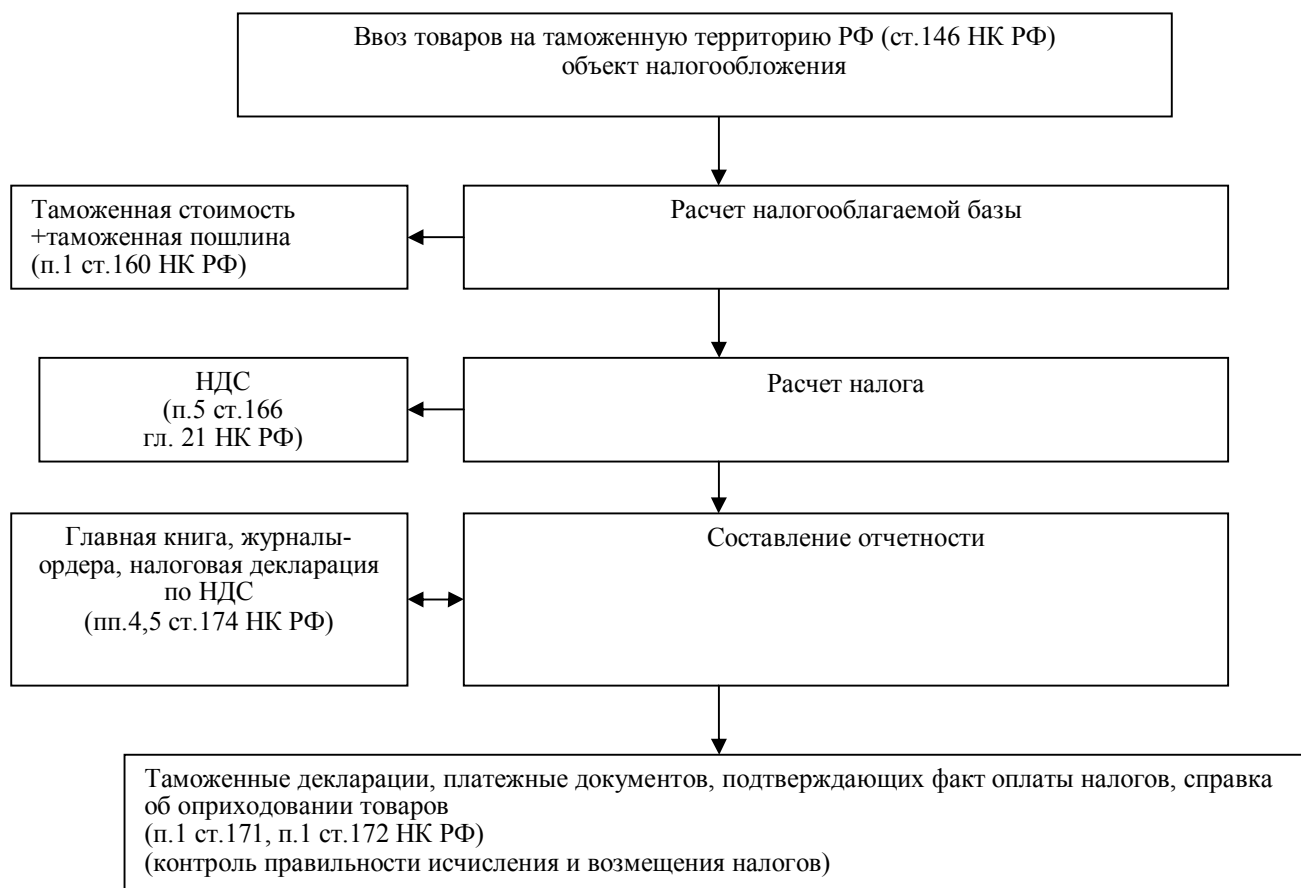 Ввоз товаров на таможенную территорию РФ (ст.146 НК РФ)
объект налогообложения
Таможенная стоимость
+таможенная пошлина
(п.1 ст.160 НК РФ)
Расчет налогооблагаемой базы
НДС
(п.5 ст.166
гл. 21 НК РФ)
Расчет налога
Главная книга, журналы-
ордера, налоговая декларация
по НДС
(пп.4,5 ст.174 НК РФ)
Составление отчетности
Таможенные декларации, платежные документов, подтверждающих факт оплаты налогов, справка
об оприходовании товаров
(п.1 ст.171, п.1 ст.172 НК РФ)
(контроль правильности исчисления и возмещения налогов)